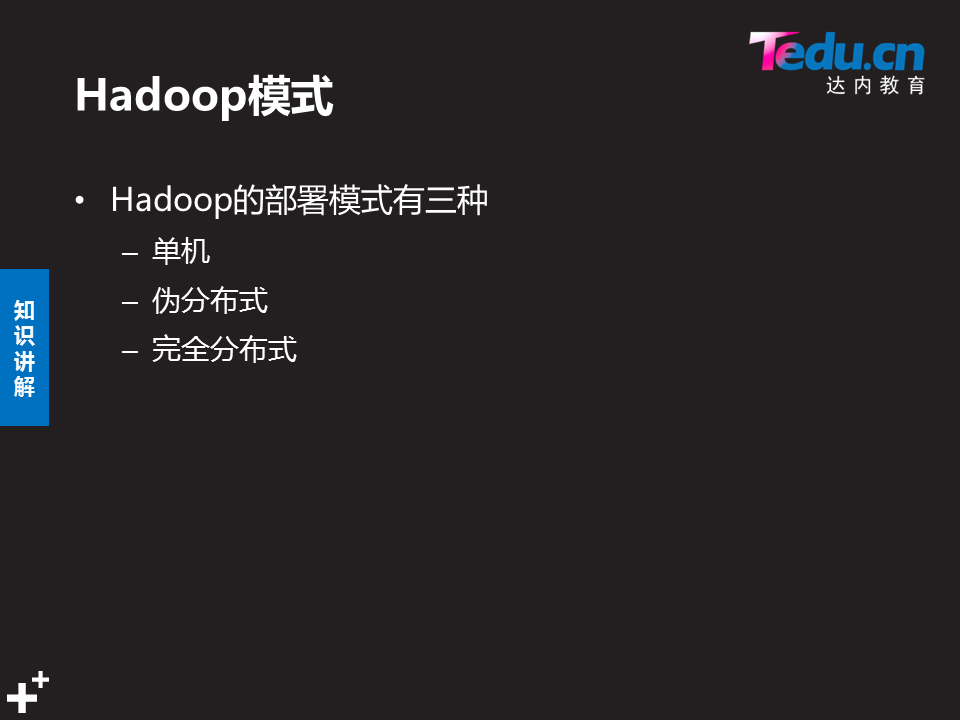 Tedu.cn
达内教育
Hadoop模式
• Hadoop的部署模式有三种
– 单机
– 伪分布式
– 完全分布式
知识讲解